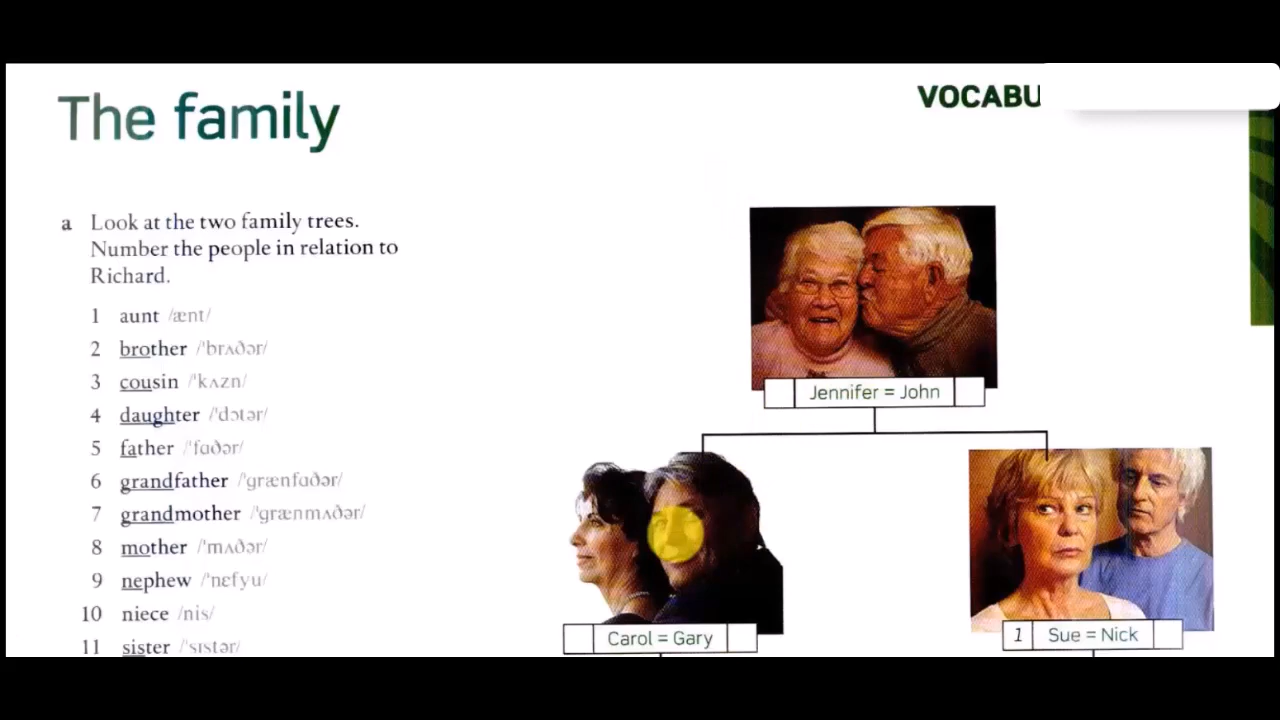 The family
VOCABU
a Look at the two family trees.
Number the people in relation to
Richard.
1 aunt /ænt/
2 brother /ˈbrʌðər/
3 cousin /ˈkʌzn/
4 daughter /ˈdɔtər/
5 father /ˈfɑðər/
6 grandfather /ˈɡrænfɑðər/
7 grandmother /ˈɡrænmʌðər/
8 mother /ˈmʌðər/
9 nephew /ˈnɛfyu/
10 niece /nis/
11 sister /ˈsɪstər/
Jennifer = John
Carol = Gary
1 Sue = Nick